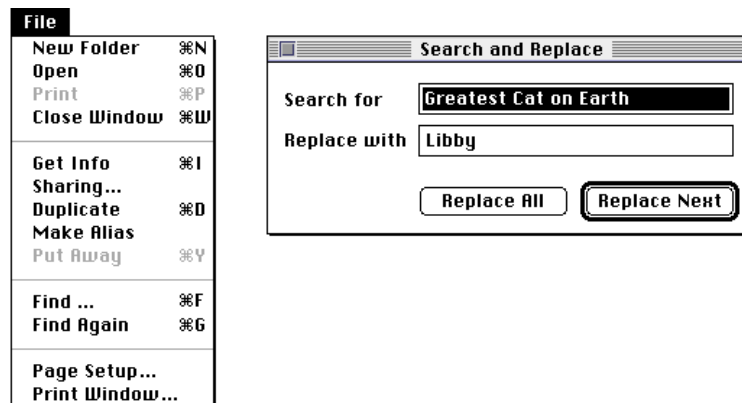 File
New Folder ⌘N
Open ⌘O
Print ⌘P
Close Window ⌘W
Get Info ⌘I
Sharing...
Duplicate ⌘D
Make Alias
Put Away ⌘Y
Find ... ⌘F
Find Again ⌘G
Page Setup...
Print Window...
Search and Replace
Search for Greatest Cat on Earth
Replace with Libby
Replace All Replace Next